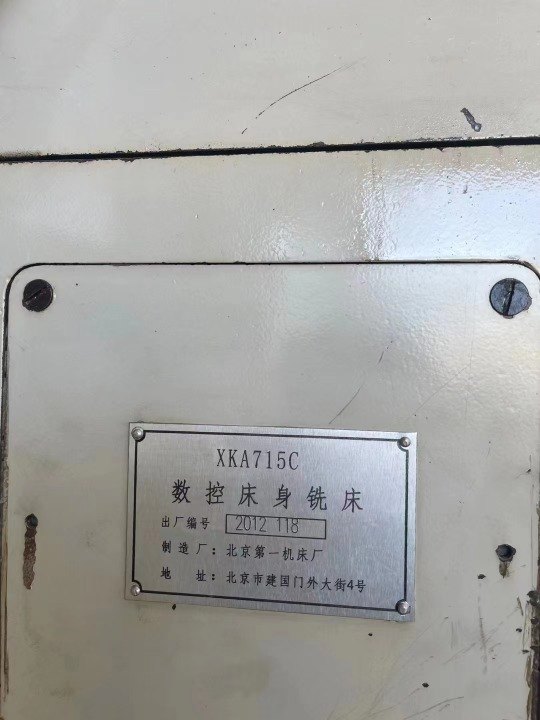 XKA715C
数控床身铣床
出厂编号 2012 118
制造厂：北京第一机床厂
地 址：北京市建国门外大街4号